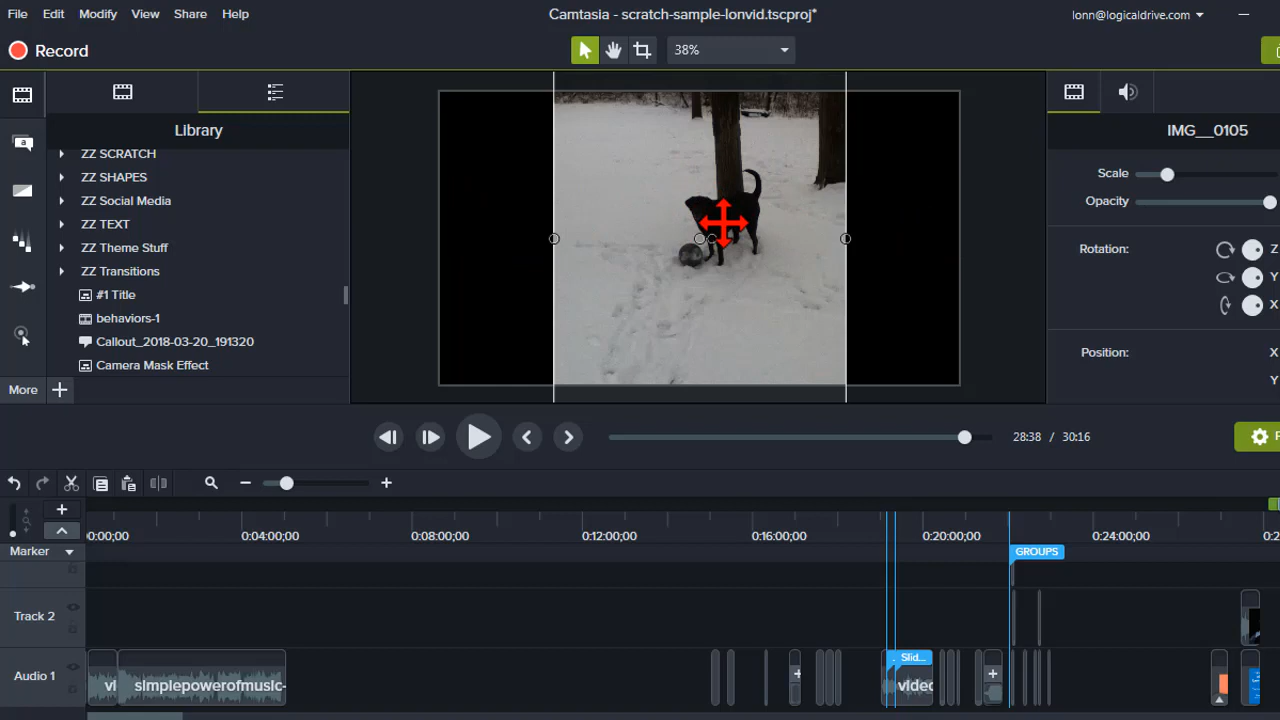 File Edit Modify View Share Help Camtasia - scratch-sample-lonvid.tscproj* lonn@logicaldrive.com
Record 38%
Library
ZZ SCRATCH
ZZ SHAPES
ZZ Social Media
ZZ TEXT
ZZ Theme Stuff
ZZ Transitions
#1 Title
behaviors-1
Callout_2018-03-20_191320
Camera Mask Effect
More
IMG__0105
Scale
Opacity
Rotation: Z
Y
X
Position: X
Y
28:38 / 30:16
0:00;00 0:04:00;00 0:08:00;00 0:12:00;00 0:16:00;00 0:20:00;00 0:24:00;00 0:2
Marker GROUPS
Track 2
Audio 1 vi simplepowerofmusic- Slid... video